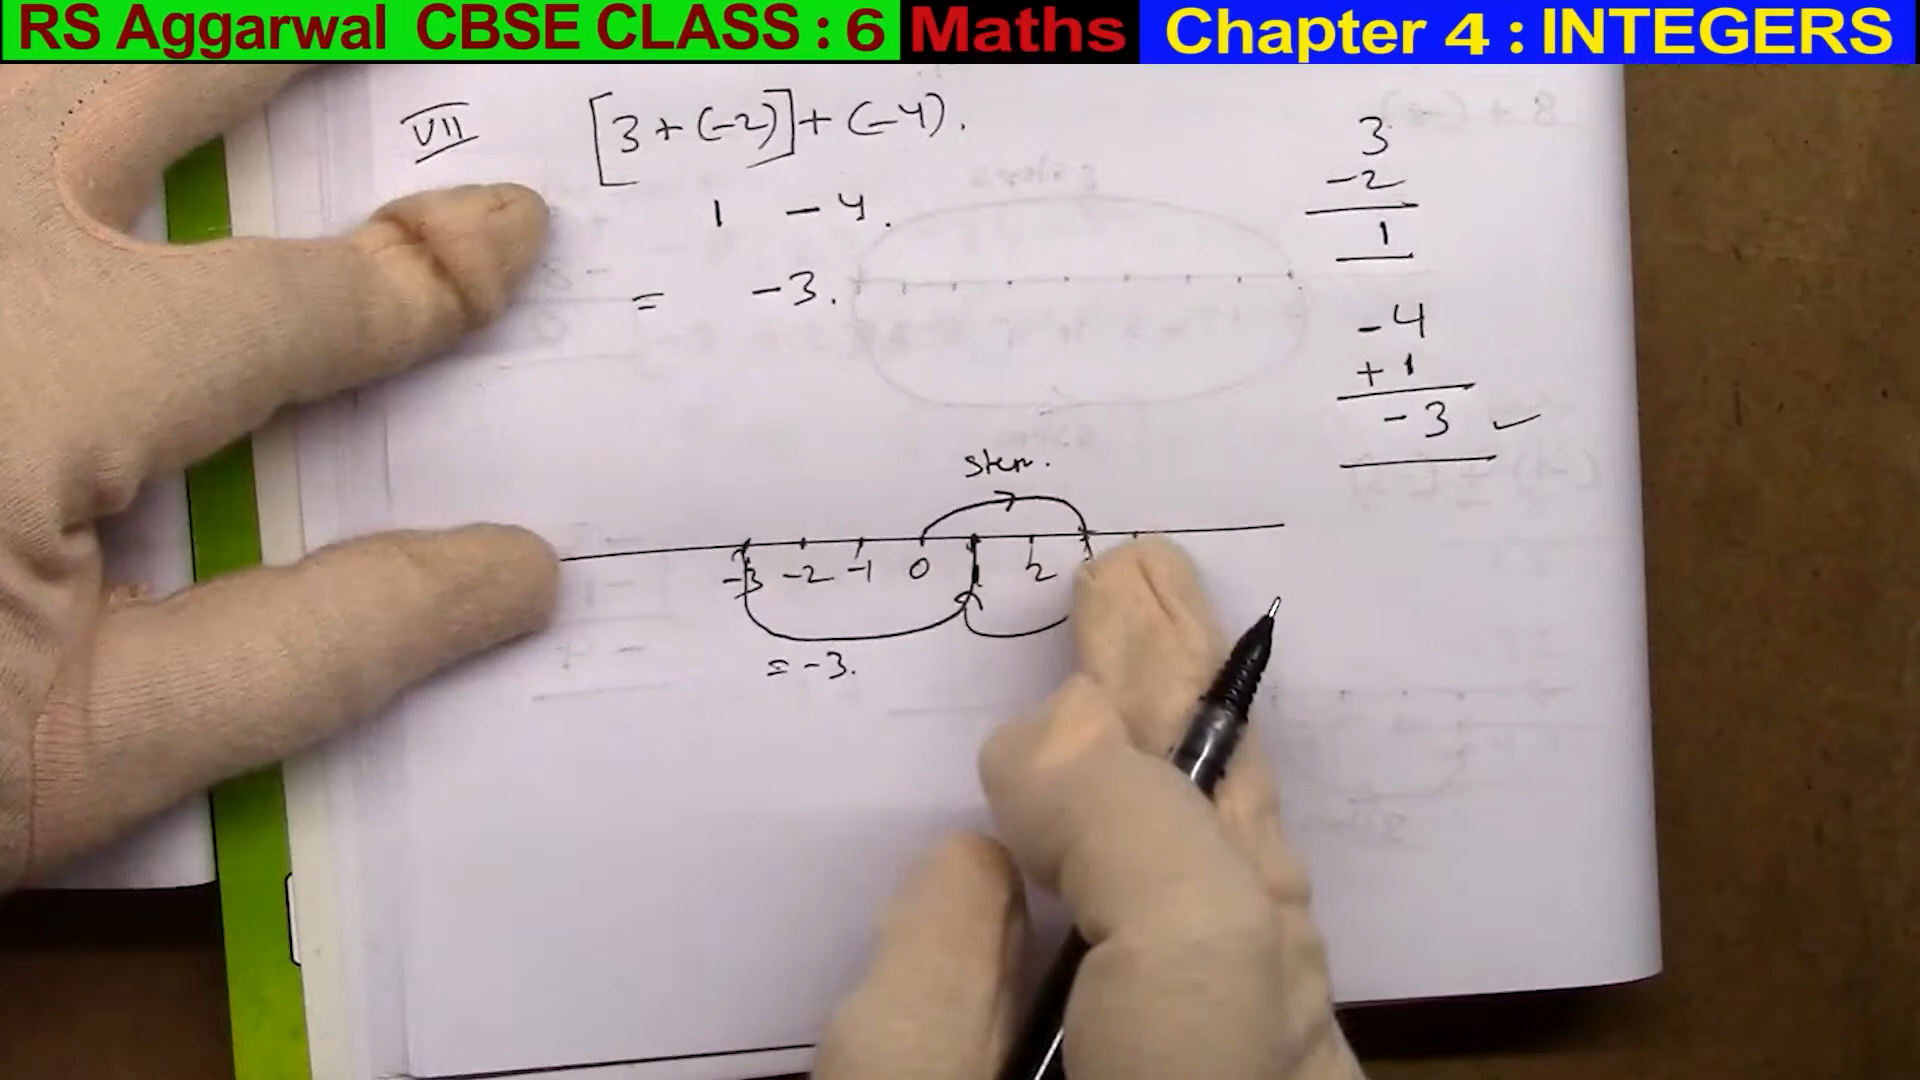 RS Aggarwal CBSE CLASS : 6 Maths Chapter 4 : INTEGERS
VII [3 + (-2)] + (-4).
= 1 - 4.
= -3.
3
-2
1
-4
+ 1
-3 ✓
-3 -2 -1 0 1 2
= -3.